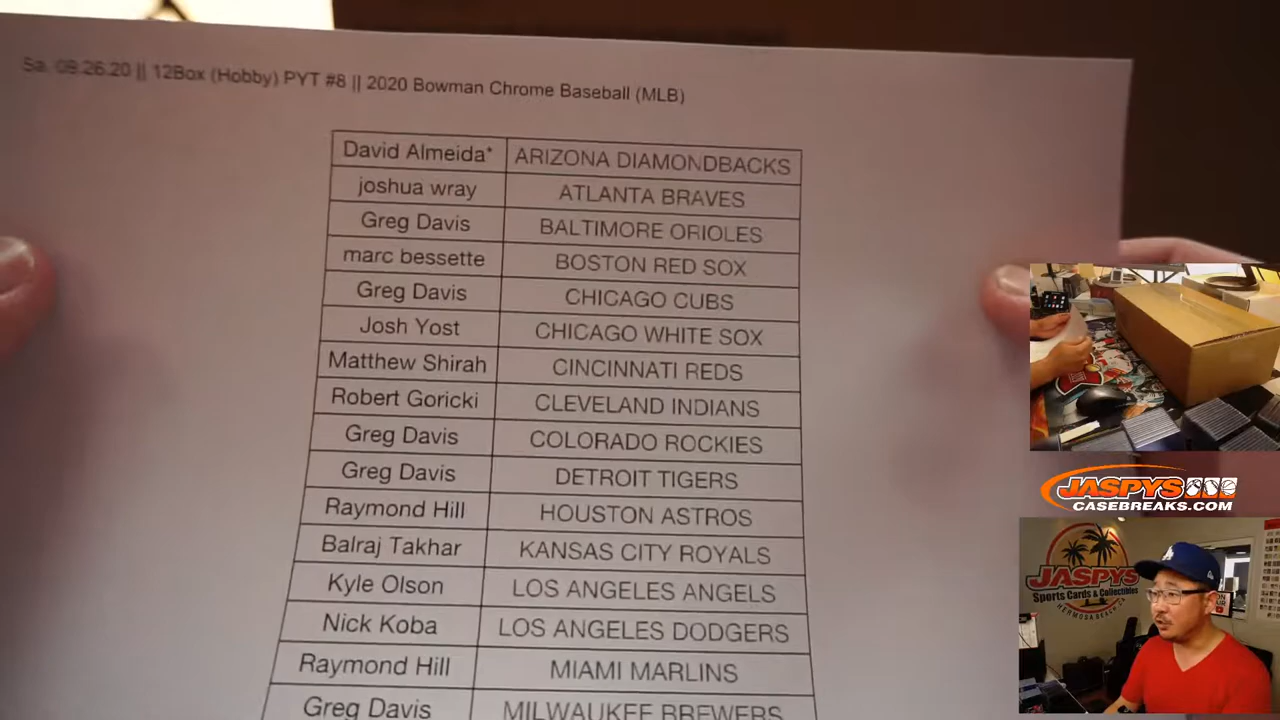 Sa. 09.26.20 || 12Box (Hobby) PYT #8 || 2020 Bowman Chrome Baseball (MLB)
David Almeida* ARIZONA DIAMONDBACKS
joshua wray ATLANTA BRAVES
Greg Davis BALTIMORE ORIOLES
marc bessette BOSTON RED SOX
Greg Davis CHICAGO CUBS
Josh Yost CHICAGO WHITE SOX
Matthew Shirah CINCINNATI REDS
Robert Goricki CLEVELAND INDIANS
Greg Davis COLORADO ROCKIES
Greg Davis DETROIT TIGERS
Raymond Hill HOUSTON ASTROS
Balraj Takhar KANSAS CITY ROYALS
Kyle Olson LOS ANGELES ANGELS
Nick Koba LOS ANGELES DODGERS
Raymond Hill MIAMI MARLINS
Greg Davis MILWAUKEE BREWERS
JASPYS
CASEBREAKS.COM
JASPYS
Sports Cards & Collectibles
HERMOSA BEACH, CA